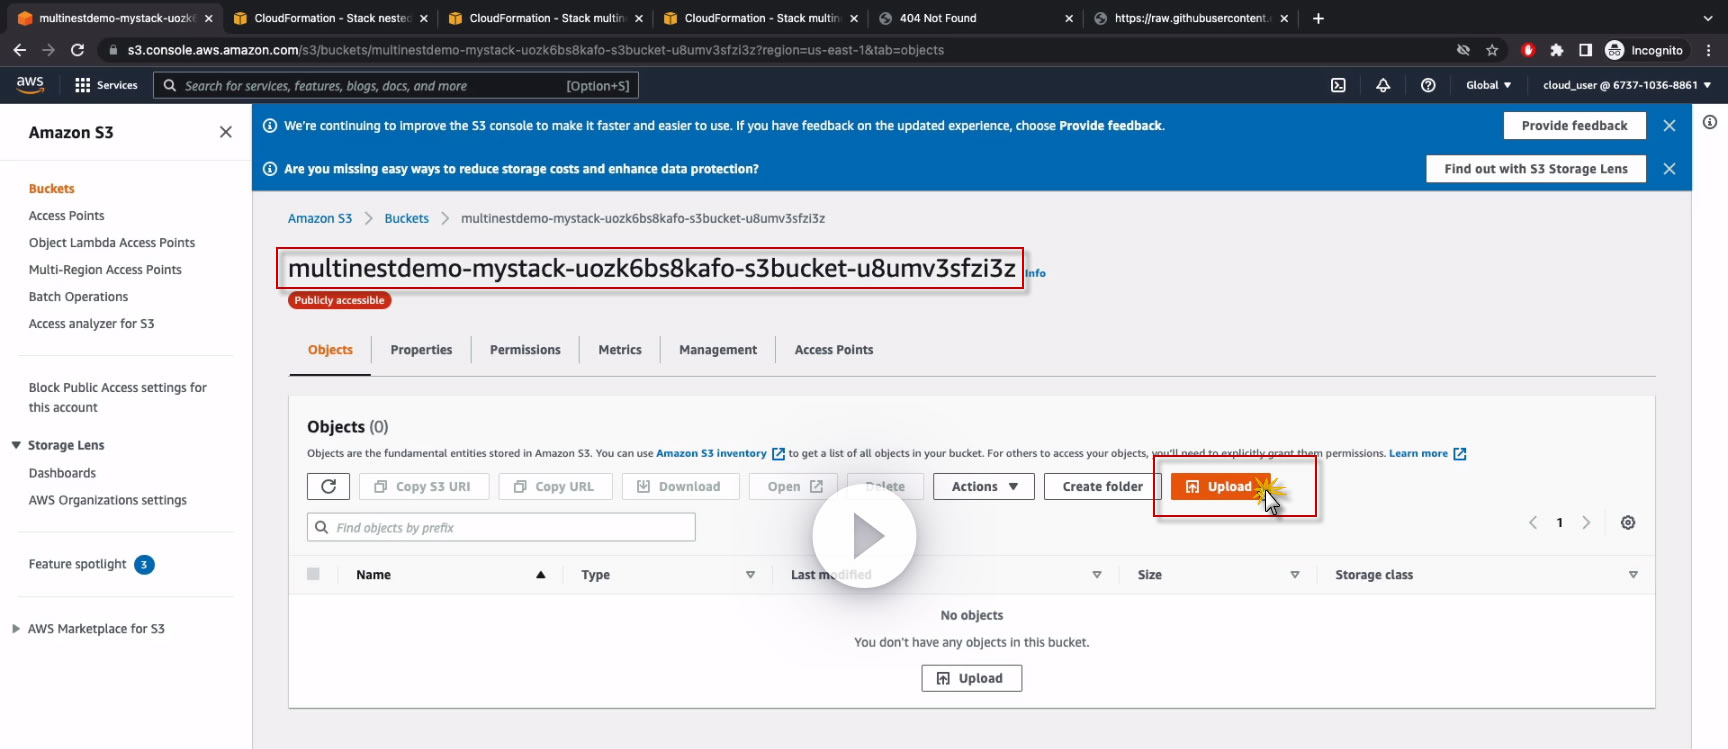 multinestdemo-mystack-uozk6
CloudFormation - Stack nested
CloudFormation - Stack multin
CloudFormation - Stack multin
404 Not Found
https://raw.githubusercontent.
s3.console.aws.amazon.com/s3/buckets/multinestdemo-mystack-uozk6bs8kafo-s3bucket-u8umv3sfzi3z?region=us-east-1&tab=objects
Incognito
aws
Services
Search for services, features, blogs, docs, and more
[Option+S]
Global
cloud_user @ 6737-1036-8861
Amazon S3
Buckets
Access Points
Object Lambda Access Points
Multi-Region Access Points
Batch Operations
Access analyzer for S3
Block Public Access settings for
this account
Storage Lens
Dashboards
AWS Organizations settings
Feature spotlight 3
AWS Marketplace for S3
We're continuing to improve the S3 console to make it faster and easier to use. If you have feedback on the updated experience, choose Provide feedback.
Provide feedback
Are you missing easy ways to reduce storage costs and enhance data protection?
Find out with S3 Storage Lens
Amazon S3 > Buckets > multinestdemo-mystack-uozk6bs8kafo-s3bucket-u8umv3sfzi3z
multinestdemo-mystack-uozk6bs8kafo-s3bucket-u8umv3sfzi3z Info
Publicly accessible
Objects
Properties
Permissions
Metrics
Management
Access Points
Objects (0)
Objects are the fundamental entities stored in Amazon S3. You can use Amazon S3 inventory to get a list of all objects in your bucket. For others to access your objects, you'll need to explicitly grant them permissions. Learn more
Copy S3 URI
Copy URL
Download
Open
Delete
Actions
Create folder
Upload
Find objects by prefix
1
Name
Type
Last modified
Size
Storage class
No objects
You don't have any objects in this bucket.
Upload